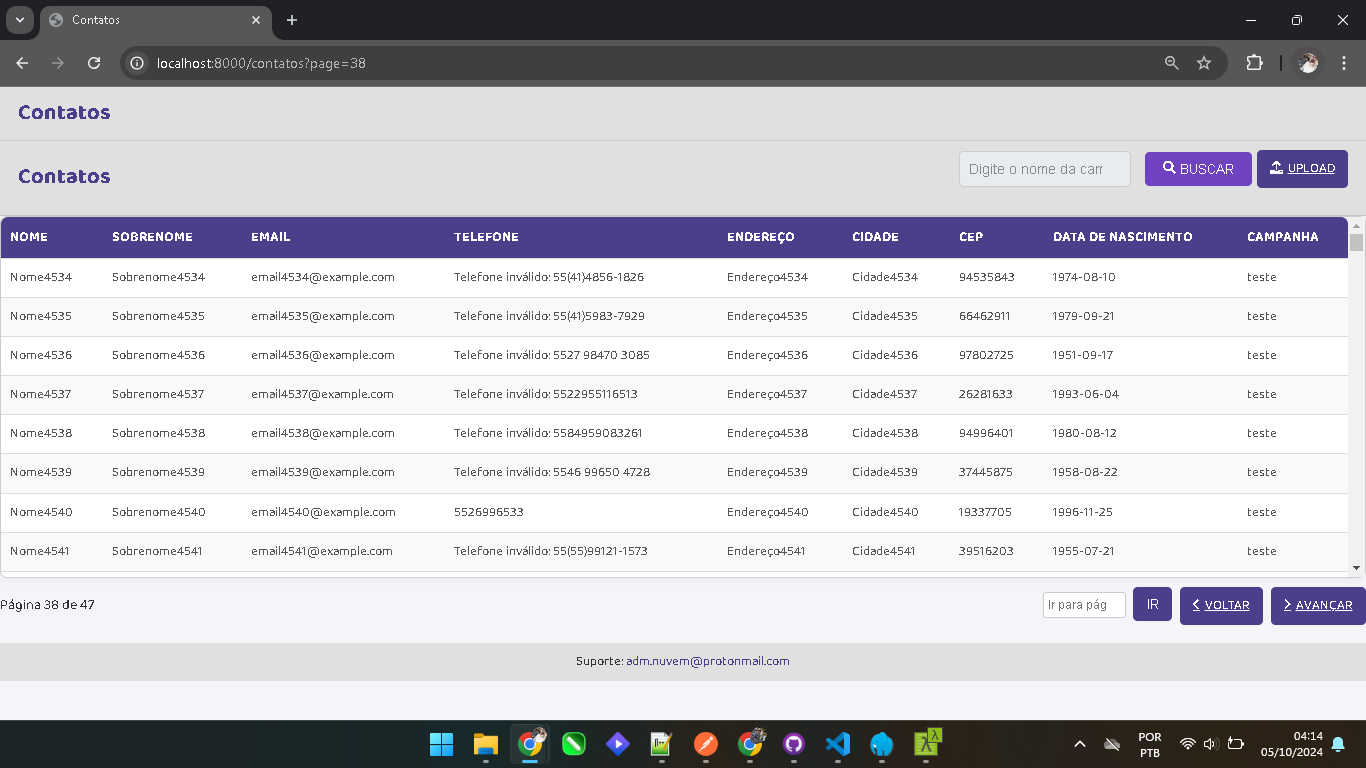 Contatos
localhost:8000/contatos?page=38
Contatos
Contatos
Digite o nome da cam
BUSCAR
UPLOAD
NOME SOBRENOME EMAIL TELEFONE ENDEREÇO CIDADE CEP DATA DE NASCIMENTO CAMPANHA
Nome4534 Sobrenome4534 email4534@example.com Telefone inválido: 55(41)4856-1826 Endereço4534 Cidade4534 94535843 1974-08-10 teste
Nome4535 Sobrenome4535 email4535@example.com Telefone inválido: 55(41)5983-7929 Endereço4535 Cidade4535 66462911 1979-09-21 teste
Nome4536 Sobrenome4536 email4536@example.com Telefone inválido: 5527 98470 3085 Endereço4536 Cidade4536 97802725 1951-09-17 teste
Nome4537 Sobrenome4537 email4537@example.com Telefone inválido: 5522955116513 Endereço4537 Cidade4537 26281633 1993-06-04 teste
Nome4538 Sobrenome4538 email4538@example.com Telefone inválido: 5584959083261 Endereço4538 Cidade4538 94996401 1980-08-12 teste
Nome4539 Sobrenome4539 email4539@example.com Telefone inválido: 5546 99650 4728 Endereço4539 Cidade4539 37445875 1958-08-22 teste
Nome4540 Sobrenome4540 email4540@example.com 5526996533 Endereço4540 Cidade4540 19337705 1996-11-25 teste
Nome4541 Sobrenome4541 email4541@example.com Telefone inválido: 55(55)99121-1573 Endereço4541 Cidade4541 39516203 1955-07-21 teste
Página 38 de 47
Ir para pág
IR
VOLTAR
AVANÇAR
Suporte: adm.nuvem@protonmail.com
POR
PTB
04:14
05/10/2024